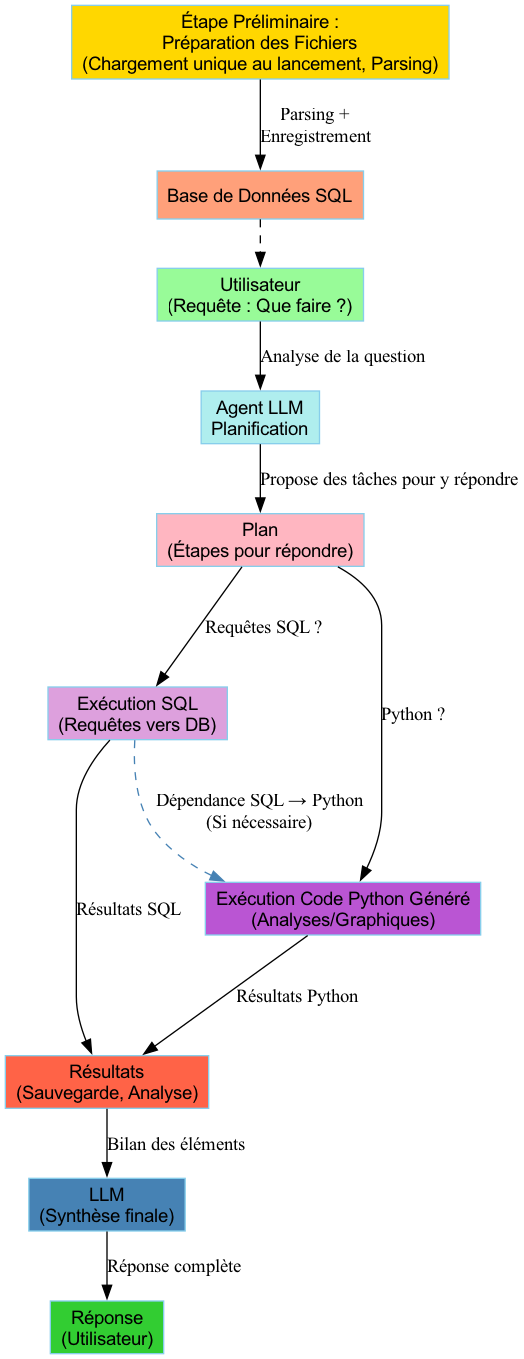 Étape Préliminaire :
Préparation des Fichiers
(Chargement unique au lancement, Parsing)
Parsing +
Enregistrement
Base de Données SQL
Utilisateur
(Requête : Que faire ?)
Analyse de la question
Agent LLM
Planification
Propose des tâches pour y répondre
Plan
(Étapes pour répondre)
Requêtes SQL ?
Exécution SQL
(Requêtes vers DB)
Python ?
Dépendance SQL → Python
(Si nécessaire)
Exécution Code Python Généré
(Analyses/Graphiques)
Résultats SQL
Résultats Python
Résultats
(Sauvegarde, Analyse)
Bilan des éléments
LLM
(Synthèse finale)
Réponse complète
Réponse
(Utilisateur)